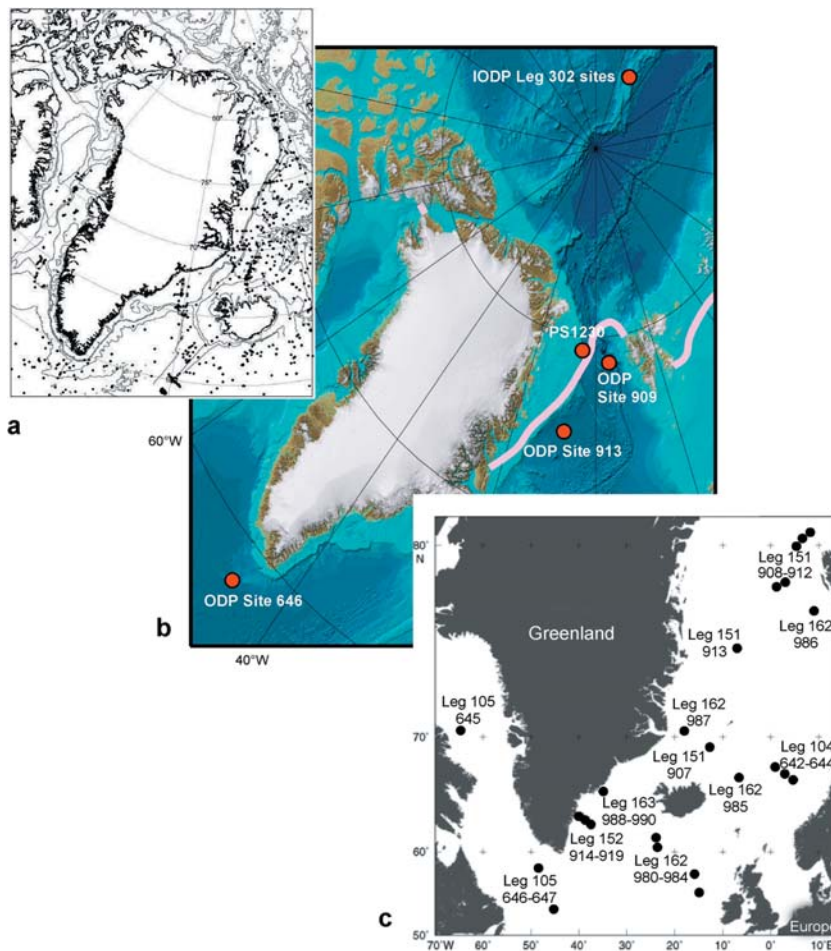 a
75°
IODP Leg 302 sites
PS1230
ODP
Site 909
ODP Site 913
60°W
ODP Site 646
b
40°W
80°
N
Leg 151
908-912
Leg 162
986
Greenland
Leg 151
913
Leg 105
645
Leg 162
987
70°
Leg 104
642-644
Leg 151
907
Leg 162
985
Leg 163
988-990
Leg 152
914-919
60°
Leg 162
980-984
Leg 105
646-647
c
50°
Europe
70°W
60°
50°
40°
30°
20°
10°
0°
10°